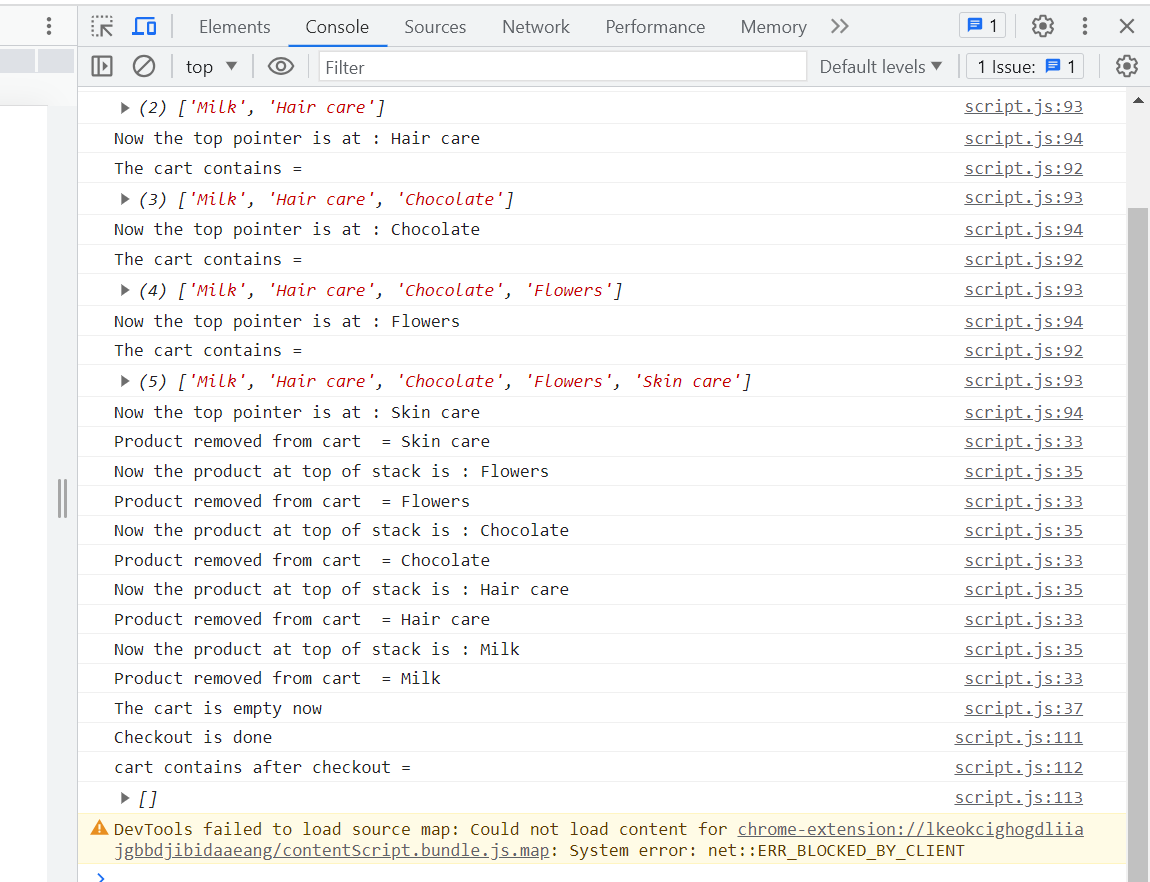 Elements Console Sources Network Performance Memory 1
top Filter Default levels 1 Issue: 1
(2) ['Milk', 'Hair care'] script.js:93
Now the top pointer is at : Hair care script.js:94
The cart contains = script.js:92
(3) ['Milk', 'Hair care', 'Chocolate'] script.js:93
Now the top pointer is at : Chocolate script.js:94
The cart contains = script.js:92
(4) ['Milk', 'Hair care', 'Chocolate', 'Flowers'] script.js:93
Now the top pointer is at : Flowers script.js:94
The cart contains = script.js:92
(5) ['Milk', 'Hair care', 'Chocolate', 'Flowers', 'Skin care'] script.js:93
Now the top pointer is at : Skin care script.js:94
Product removed from cart  = Skin care script.js:33
Now the product at top of stack is : Flowers script.js:35
Product removed from cart  = Flowers script.js:33
Now the product at top of stack is : Chocolate script.js:35
Product removed from cart  = Chocolate script.js:33
Now the product at top of stack is : Hair care script.js:35
Product removed from cart  = Hair care script.js:33
Now the product at top of stack is : Milk script.js:35
Product removed from cart  = Milk script.js:33
The cart is empty now script.js:37
Checkout is done script.js:111
cart contains after checkout = script.js:112
[] script.js:113
DevTools failed to load source map: Could not load content for chrome-extension://lkeokcighogdliia
jgbbdjibidaaeang/contentScript.bundle.js.map: System error: net::ERR_BLOCKED_BY_CLIENT